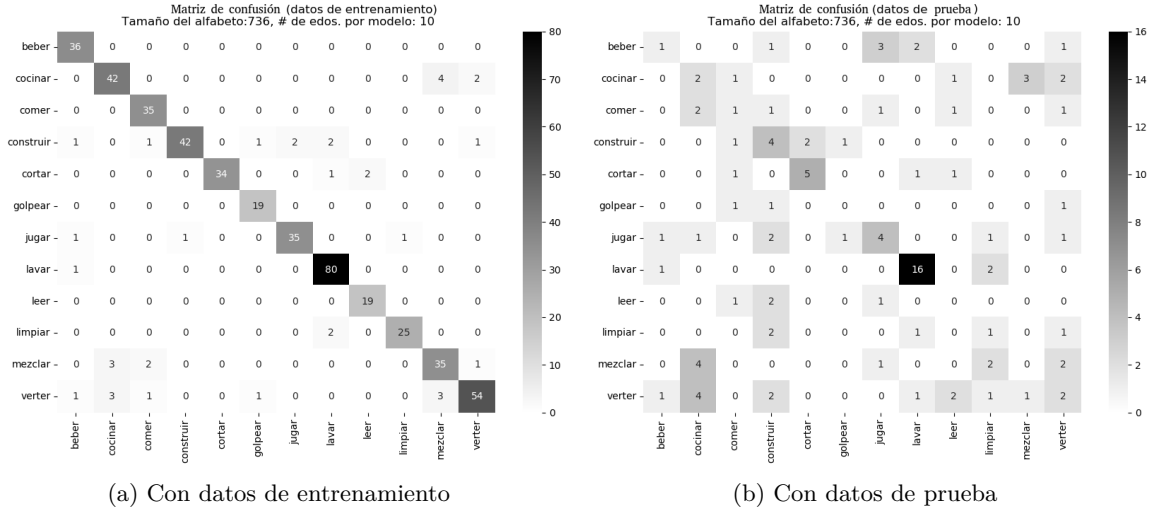 Matriz de confusión (datos de entrenamiento)
Tamaño del alfabeto:736, # de edos. por modelo: 10
beber 36 0 0 0 0 0 0 0 0 0 0 0
cocinar 0 42 0 0 0 0 0 0 0 0 4 2
comer 0 0 35 0 0 0 0 0 0 0 0 0
construir 1 0 1 42 0 1 2 2 0 0 0 1
cortar 0 0 0 0 34 0 0 1 2 0 0 0
golpear 0 0 0 0 0 19 0 0 0 0 0 0
jugar 1 0 0 1 0 0 35 0 0 1 0 0
lavar 1 0 0 0 0 0 0 80 0 0 0 0
leer 0 0 0 0 0 0 0 0 19 0 0 0
limpiar 0 0 0 0 0 0 0 2 0 25 0 0
mezclar 0 3 2 0 0 0 0 0 0 0 35 1
verter 1 3 1 0 0 1 0 0 0 0 3 54
beber cocinar comer construir cortar golpear jugar lavar leer limpiar mezclar verter
80
70
60
50
40
30
20
10
0
(a) Con datos de entrenamiento
Matriz de confusión (datos de prueba)
Tamaño del alfabeto:736, # de edos. por modelo: 10
beber 1 0 0 1 0 0 3 2 0 0 0 1
cocinar 0 2 1 0 0 0 0 0 1 0 3 2
comer 0 2 1 1 0 0 1 0 1 0 0 1
construir 0 0 1 4 2 1 0 0 0 0 0 0
cortar 0 0 1 0 5 0 0 1 1 0 0 0
golpear 0 0 1 1 0 0 0 0 0 0 0 1
jugar 1 1 0 2 0 1 4 0 0 1 0 1
lavar 1 0 0 0 0 0 0 16 0 2 0 0
leer 0 0 1 2 0 0 1 0 0 0 0 0
limpiar 0 0 0 2 0 0 0 1 0 1 0 1
mezclar 0 4 0 0 0 0 1 0 0 2 0 2
verter 1 4 0 2 0 0 0 1 2 1 1 2
beber cocinar comer construir cortar golpear jugar lavar leer limpiar mezclar verter
16
14
12
10
8
6
4
2
0
(b) Con datos de prueba